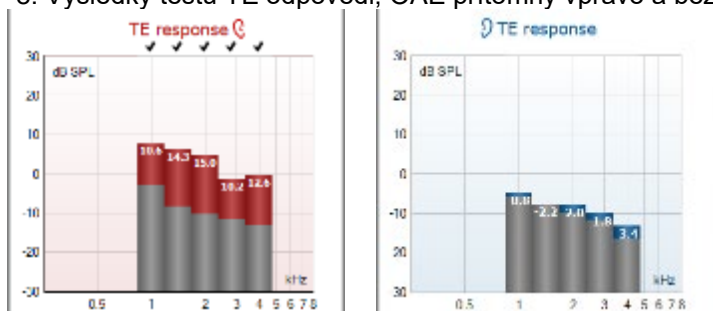 Výsledky testu TE odpovědí, OAE přítomny vpravo a bez
TE response
30
dB SPL
20
10
0
-10
-20
-30
10.6 14.3 15.0 10.2 12.6
kHz
0.5 1 2 3 4 5 6 7 8
TE response
30
dB SPL
20
10
0
-10
20
30
-2.2 2.0 1.8 3.4
kHz
0.5 1 2 3 4 5 6 7 8